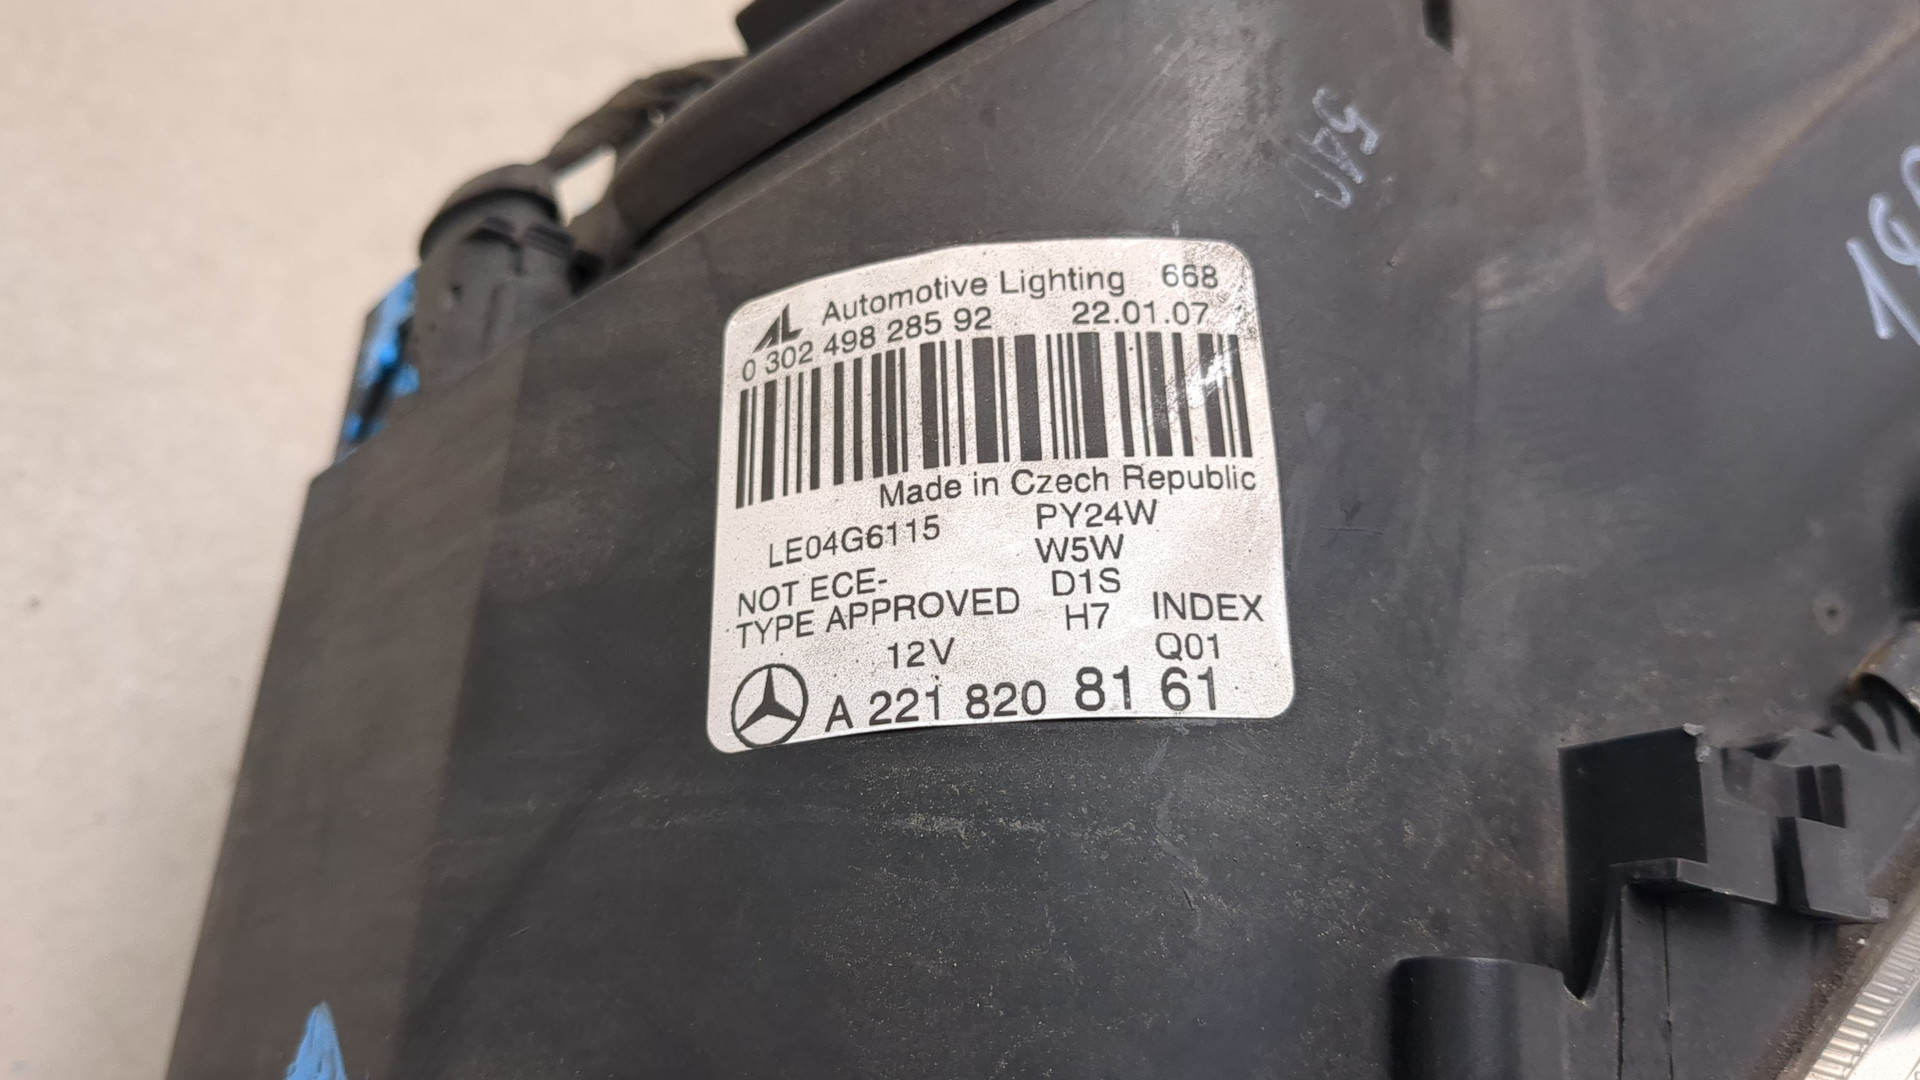 AL Automotive Lighting 668
0 302 498 285 92 22.01.07
Made in Czech Republic
LE04G6115 PY24W
W5W
NOT ECE- D1S
TYPE APPROVED H7 INDEX
12V Q01
A 221 820 81 61